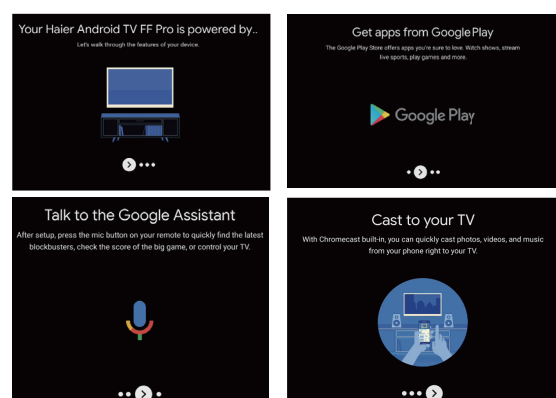 Your Haier Android TV FF Pro is powered by..
Let's walk through the features of your device.
Get apps from Google Play
The Google Play Store offers apps you're sure to love. Witch shows, stream
live sports, play games and more.
Google Play
Talk to the Google Assistant
After setup, press the mic button on your remote to quickly find the latest
blockbusters, check the score of the big game, or control your TV.
Cast to your TV
With Chromecast built-in, you can quickly cast photos, videos, and music
from your phone right to your TV.